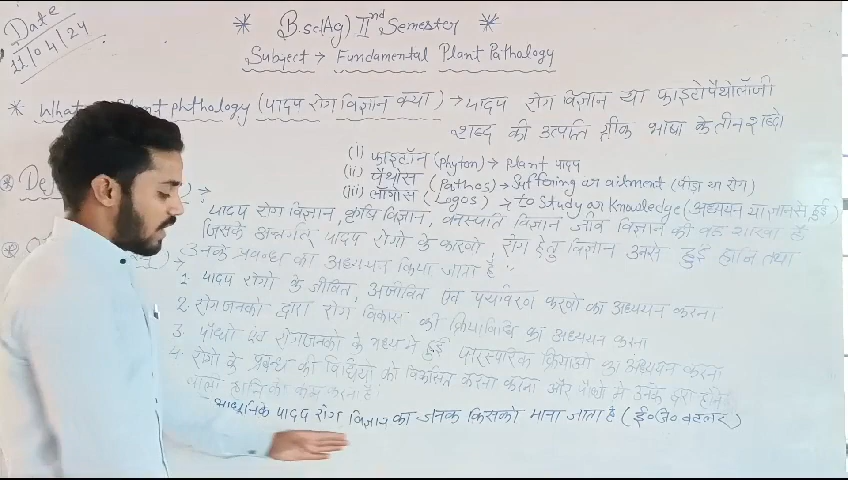 Date
11/04/24
* B.sc(Ag) IInd Semester *
Subject → Fundamental Plant Pathology
* What Plant phthology (पादप रोग विज्ञान क्या) → पादप रोग विज्ञान या फाइटोपैथोलॉजी
शब्द की उत्पत्ति ग्रीक भाषा के तीन शब्दो
(i) फाइटॉन (Phyton) → Plant पादप
(ii) पैथोस (Pathos) → Suffering or ailment (पीड़ा या रोग)
(iii) लॉगोस (Logos) → to Study or Knowledge (अध्ययन या ज्ञान से हुई)
पादप रोग विज्ञान, कृषि विज्ञान, वनस्पति विज्ञान जीव विज्ञान की वह शाखा है
जिसके अन्तर्गत पादप रोगो के कारको, रोग हेतु विज्ञान उनसे हुई हानि तथा
उनके प्रबन्ध का अध्ययन किया जाता है
1. पादप रोगो के जीवित, अजीवित एवं पर्यावरण कारको का अध्ययन करना
2. रोगजनको द्वारा रोग विकास की क्रियाविधि का अध्ययन करना
3. पौधो एवं रोगजनको के मध्य मे हुई पारस्परिक क्रियाओ का अध्ययन करना
4. रोगो के प्रबन्ध की विधियो को विकसित करना और पौधो मे उनके द्वारा होने
वाली हानि को कम करना है।
आधुनिक पादप रोग विज्ञान का जनक किसको माना जाता है (ई॰जे॰ बटलर)